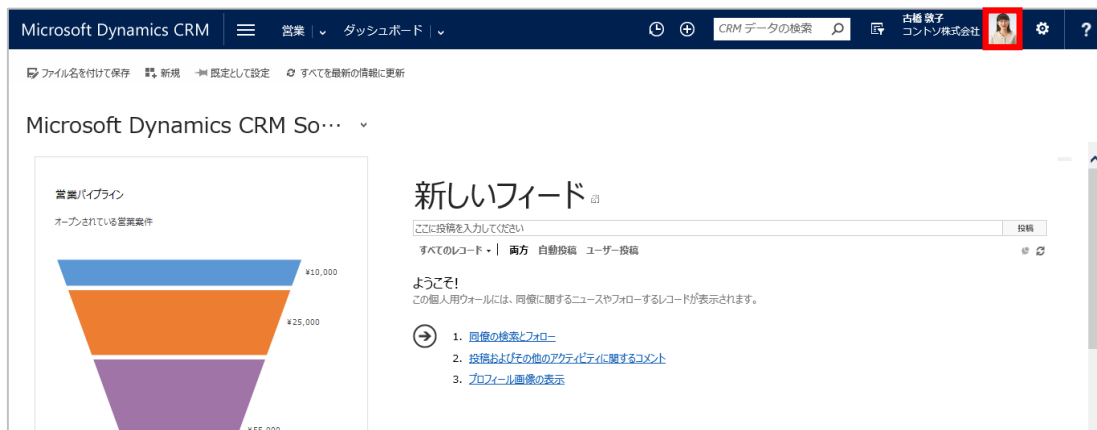 Microsoft Dynamics CRM 営業 ダッシュボード CRM データの検索 古橋 敦子 ?
コントソ株式会社
ファイル名を付けて保存 新規 既定として設定 すべてを最新の情報に更新
Microsoft Dynamics CRM So…
営業パイプライン
オープンされている営業案件
¥10,000
¥25,000
¥55,000
新しいフィード
ここに投稿を入力してください 投稿
すべてのレコード 両方 自動投稿 ユーザー投稿
ようこそ!
この個人用ウォールには、同僚に関するニュースやフォローするレコードが表示されます。
1. 同僚の検索とフォロー
2. 投稿およびその他のアクティビティに関するコメント
3. プロフィール画像の表示